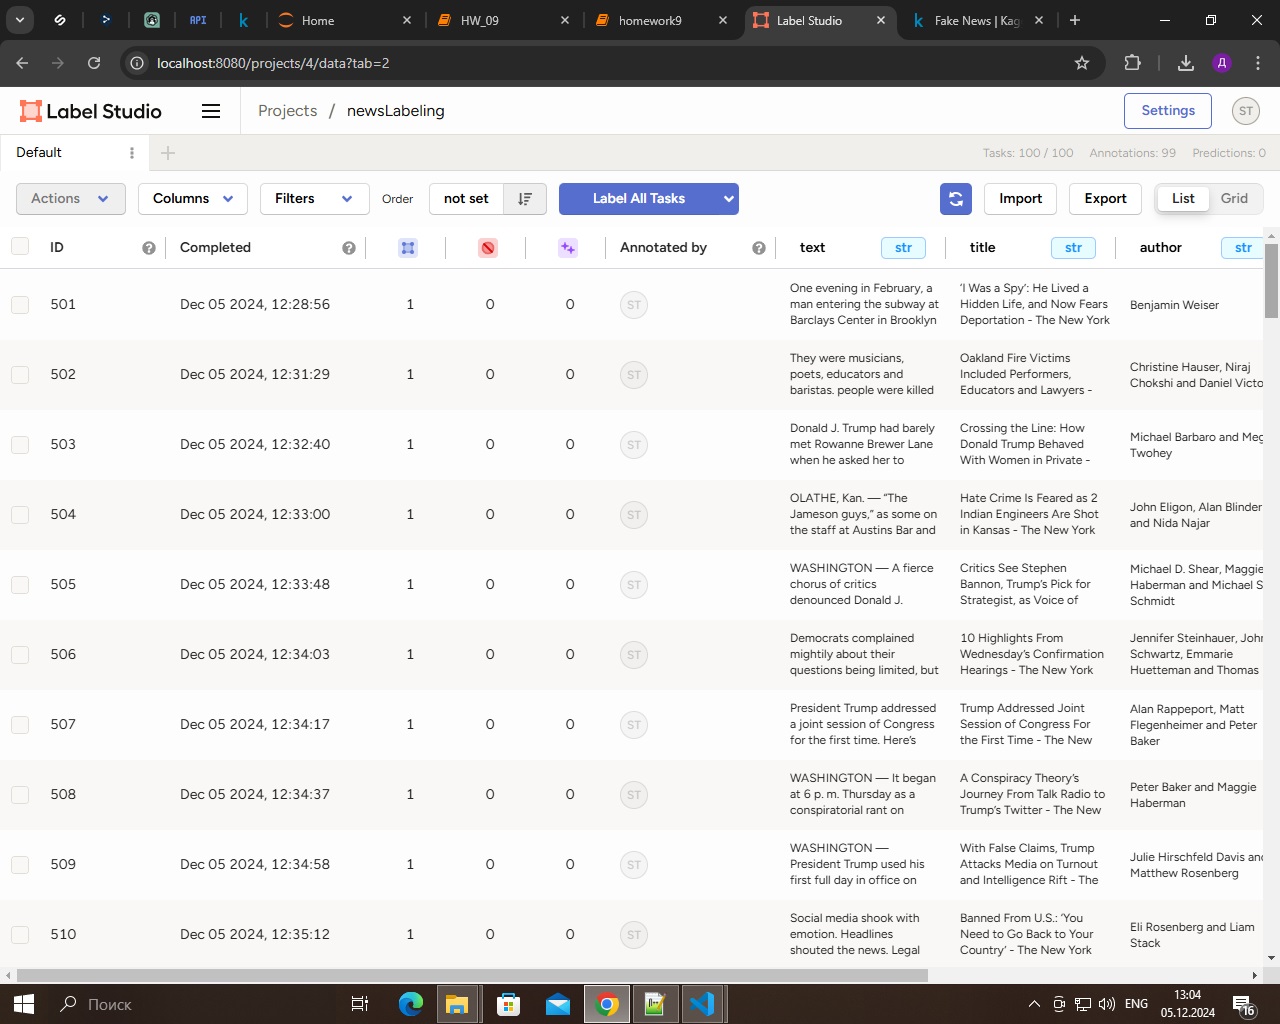 API
Home
HW_09
homework9
Label Studio
Fake News | Kag
localhost:8080/projects/4/data?tab=2
Д
Label Studio
Projects / newsLabeling
Settings
ST
Default
Tasks: 100 / 100 Annotations: 99 Predictions: 0
Actions
Columns
Filters
Order
not set
Label All Tasks
Import
Export
List
Grid
ID
Completed
Annotated by
text str
title str
author str
501
Dec 05 2024, 12:28:56
1
0
0
ST
One evening in February, a
man entering the subway at
Barclays Center in Brooklyn
‘I Was a Spy’: He Lived a
Hidden Life, and Now Fears
Deportation - The New York
Benjamin Weiser
502
Dec 05 2024, 12:31:29
1
0
0
ST
They were musicians,
poets, educators and
baristas. people were killed
Oakland Fire Victims
Included Performers,
Educators and Lawyers -
Christine Hauser, Niraj
Chokshi and Daniel Victo
503
Dec 05 2024, 12:32:40
1
0
0
ST
Donald J. Trump had barely
met Rowanne Brewer Lane
when he asked her to
Crossing the Line: How
Donald Trump Behaved
With Women in Private -
Michael Barbaro and Meg
Twohey
504
Dec 05 2024, 12:33:00
1
0
0
ST
OLATHE, Kan. — “The
Jameson guys,” as some on
the staff at Austins Bar and
Hate Crime Is Feared as 2
Indian Engineers Are Shot
in Kansas - The New York
John Eligon, Alan Blinder
and Nida Najar
505
Dec 05 2024, 12:33:48
1
0
0
ST
WASHINGTON — A fierce
chorus of critics
denounced Donald J.
Critics See Stephen
Bannon, Trump’s Pick for
Strategist, as Voice of
Michael D. Shear, Maggie
Haberman and Michael S
Schmidt
506
Dec 05 2024, 12:34:03
1
0
0
ST
Democrats complained
mightily about their
questions being limited, but
10 Highlights From
Wednesday’s Confirmation
Hearings - The New York
Jennifer Steinhauer, John
Schwartz, Emmarie
Huetteman and Thomas
507
Dec 05 2024, 12:34:17
1
0
0
ST
President Trump addressed
a joint session of Congress
for the first time. Here’s
Trump Addressed Joint
Session of Congress For
the First Time - The New
Alan Rappeport, Matt
Flegenheimer and Peter
Baker
508
Dec 05 2024, 12:34:37
1
0
0
ST
WASHINGTON — It began
at 6 p. m. Thursday as a
conspiratorial rant on
A Conspiracy Theory’s
Journey From Talk Radio to
Trump’s Twitter - The New
Peter Baker and Maggie
Haberman
509
Dec 05 2024, 12:34:58
1
0
0
ST
WASHINGTON —
President Trump used his
first full day in office on
With False Claims, Trump
Attacks Media on Turnout
and Intelligence Rift - The
Julie Hirschfeld Davis and
Matthew Rosenberg
510
Dec 05 2024, 12:35:12
1
0
0
ST
Social media shook with
emotion. Headlines
shouted the news. Legal
Banned From U.S.: ‘You
Need to Go Back to Your
Country’ - The New York
Eli Rosenberg and Liam
Stack
Поиск
ENG
13:04
05.12.2024
16